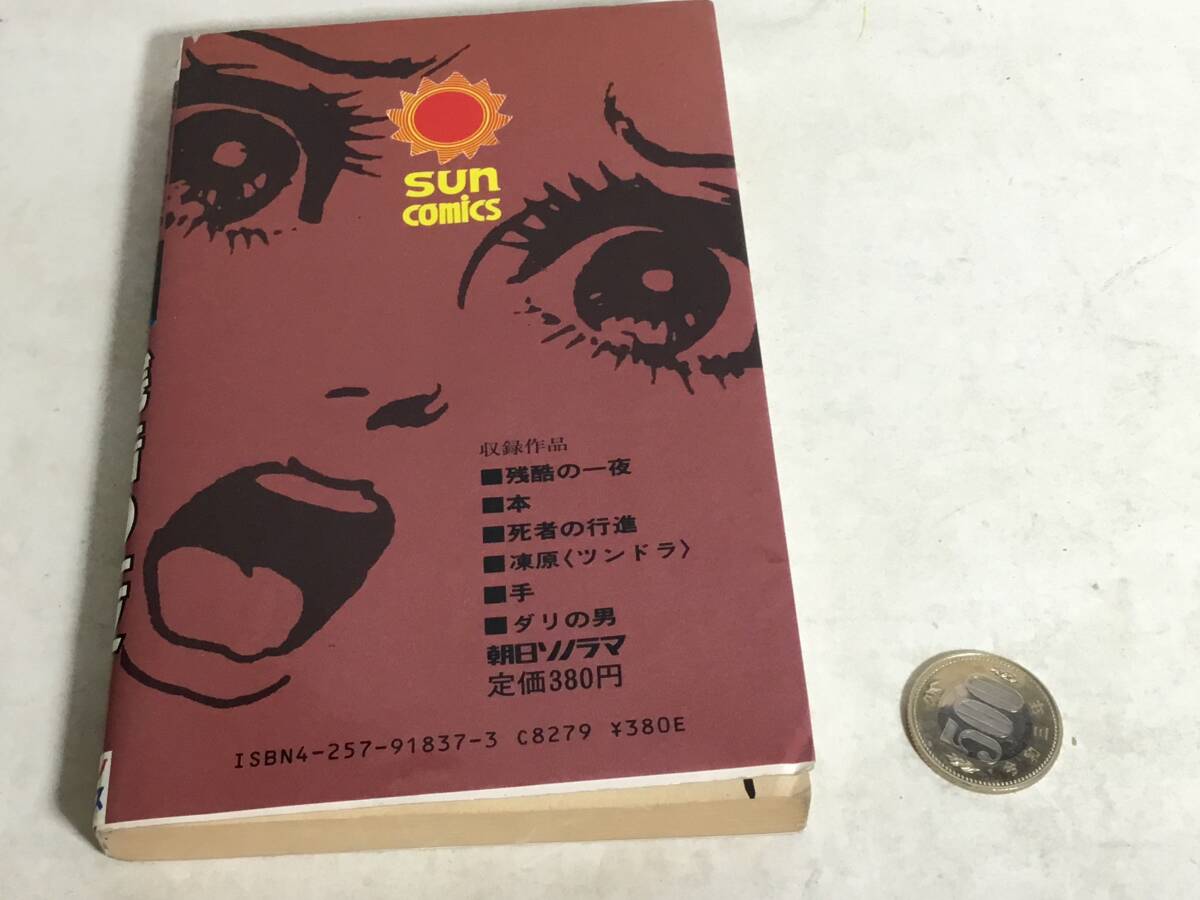 sun
comics
収録作品
■残酷の一夜
■本
■死者の行進
■凍原〈ツンドラ〉
■手
■ダリの男
朝日ソノラマ
定価380円
ISBN4-257-91837-3 C8279 ¥380E
500